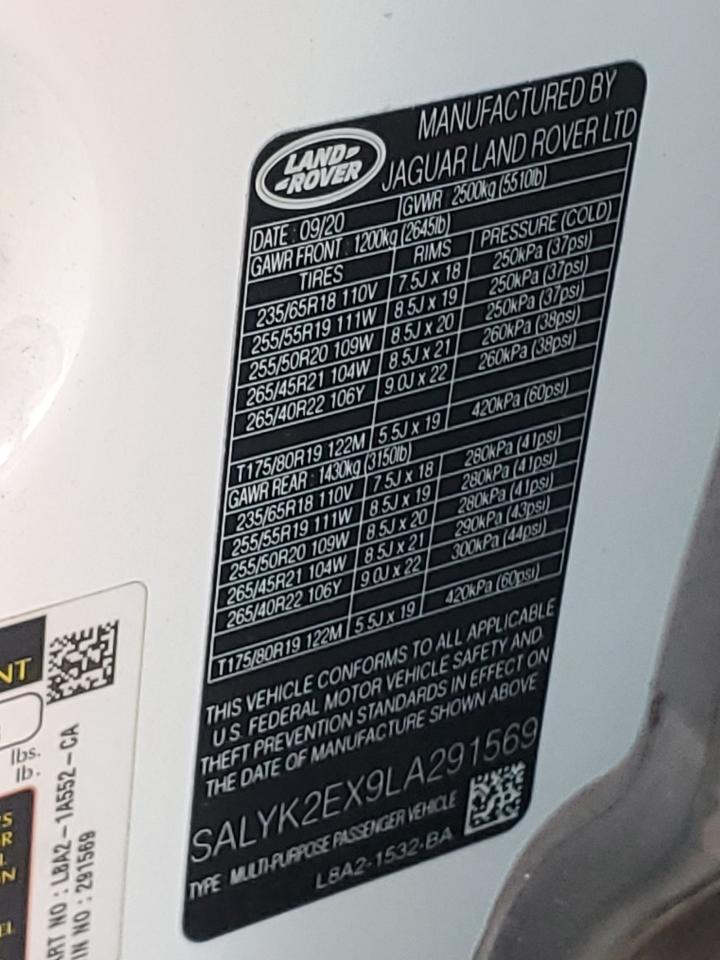 LAND-
-ROVER
MANUFACTURED BY
JAGUAR LAND ROVER LTD
DATE : 09/20 GVWR 2500kg (5510lb)
GAWR FRONT : 1200kg (2645lb)
TIRES RIMS PRESSURE (COLD)
235/65R18 110V 7.5J x 18 250kPa (37psi)
255/55R19 111W 8.5J x 19 250kPa (37psi)
255/50R20 109W 8.5J x 20 250kPa (37psi)
265/45R21 104W 8.5J x 21 260kPa (38psi)
265/40R22 106Y 9.0J x 22 260kPa (38psi)
T175/80R19 122M 5.5J x 19 420kPa (60psi)
GAWR REAR : 1430kg (3150lb)
235/65R18 110V 7.5J x 18 280kPa (41psi)
255/55R19 111W 8.5J x 19 280kPa (41psi)
255/50R20 109W 8.5J x 20 280kPa (41psi)
265/45R21 104W 8.5J x 21 290kPa (43psi)
265/40R22 106Y 9.0J x 22 300kPa (44psi)
T175/80R19 122M 5.5J x 19 420kPa (60psi)
THIS VEHICLE CONFORMS TO ALL APPLICABLE
U.S. FEDERAL MOTOR VEHICLE SAFETY AND
THEFT PREVENTION STANDARDS IN EFFECT ON
THE DATE OF MANUFACTURE SHOWN ABOVE
SALYK2EX9LA291569
TYPE MULTI-PURPOSE PASSENGER VEHICLE
L8A2-1532-BA
NT
lbs.
lb.
ART NO : L8A2-1A552-CA
IN NO : 291569